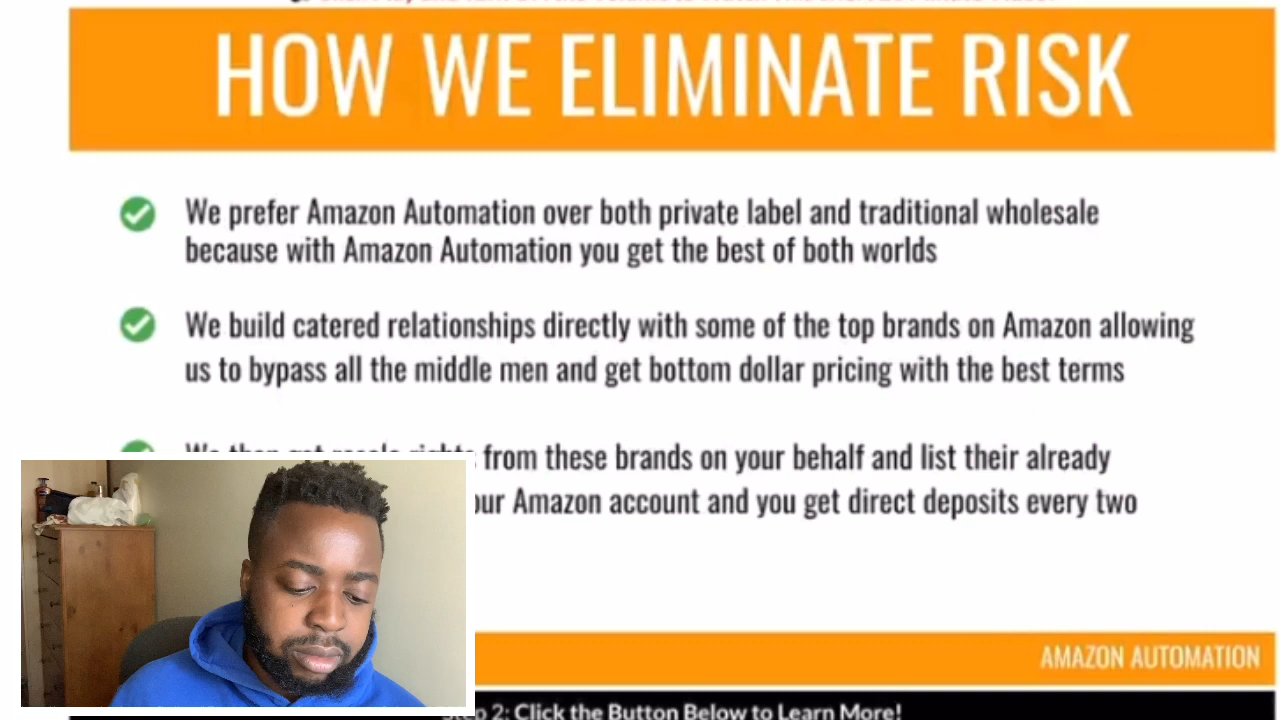 HOW WE ELIMINATE RISK
We prefer Amazon Automation over both private label and traditional wholesale
because with Amazon Automation you get the best of both worlds
We build catered relationships directly with some of the top brands on Amazon allowing
us to bypass all the middle men and get bottom dollar pricing with the best terms
from these brands on your behalf and list their already
Amazon account and you get direct deposits every two
AMAZON AUTOMATION
2: Click the Button Below to Learn More!